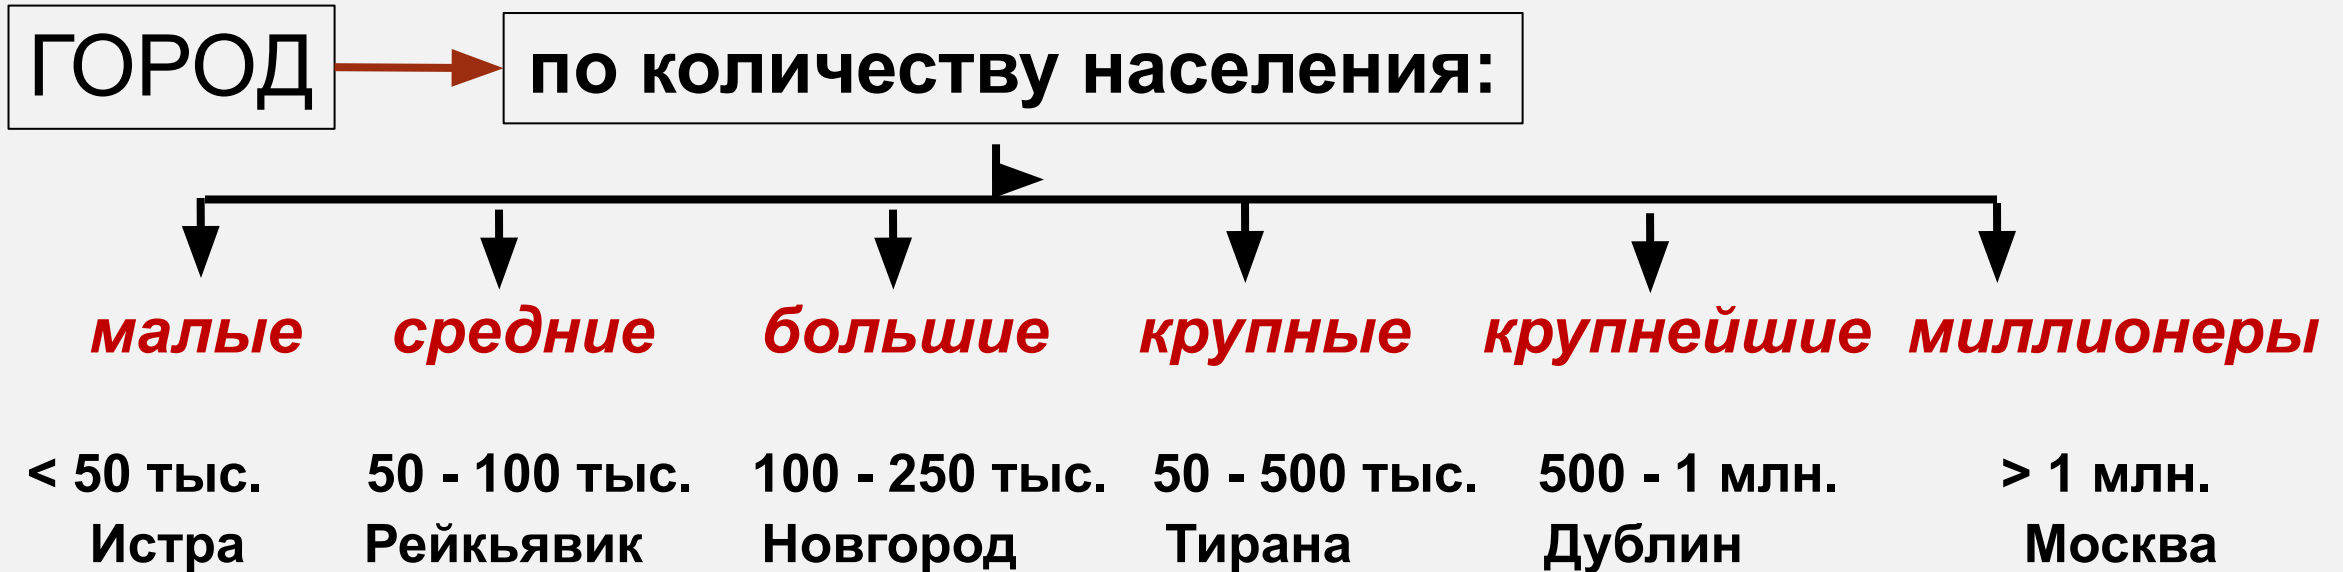 ГОРОД
по количеству населения:
малые средние большие крупные крупнейшие миллионеры
< 50 тыс. 50 - 100 тыс. 100 - 250 тыс. 50 - 500 тыс. 500 - 1 млн. > 1 млн.
Истра Рейкьявик Новгород Тирана Дублин Москва